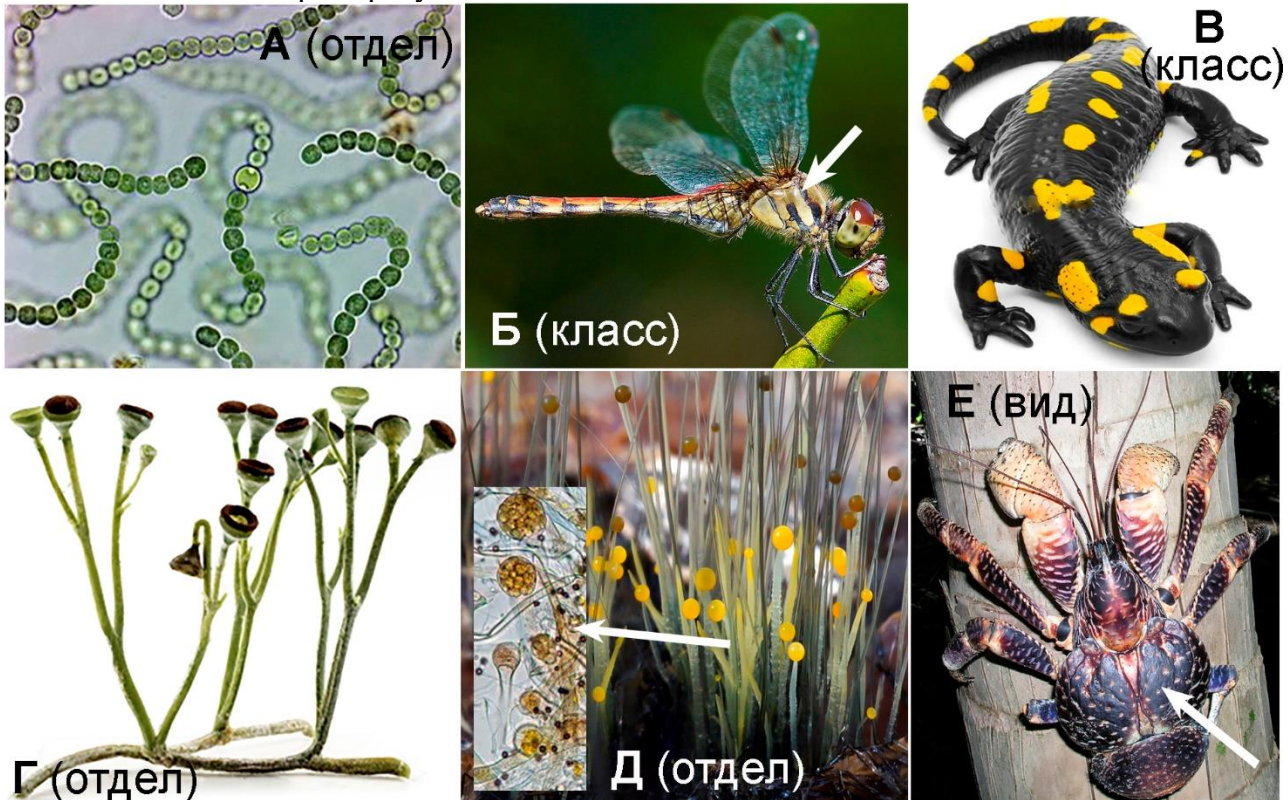 А (отдел)
Б (класс)
В
(класс)
Г (отдел)
Д (отдел)
Е (вид)